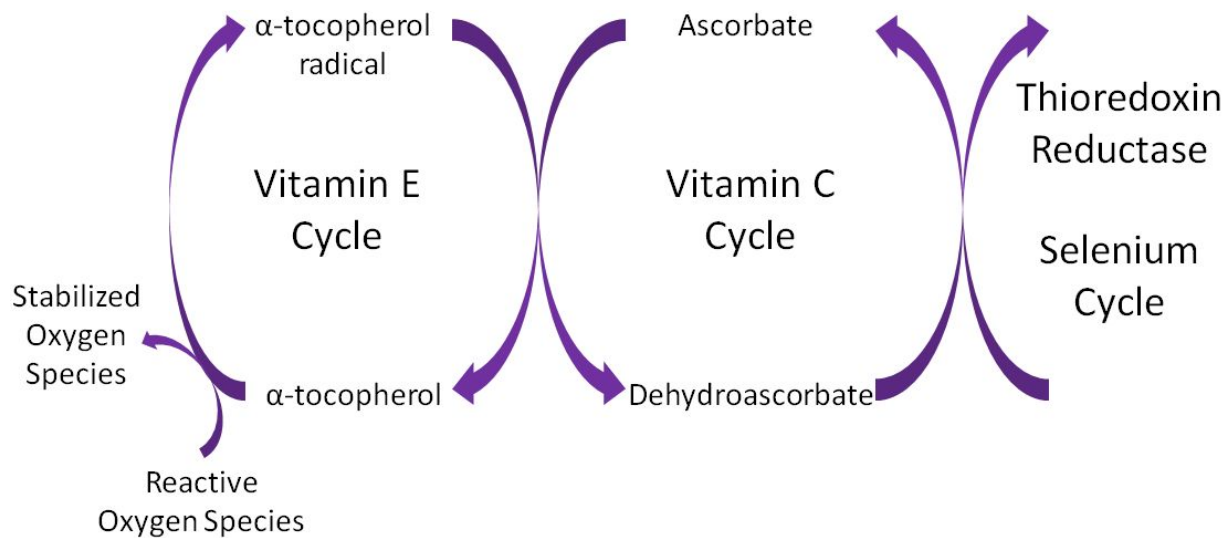 α-tocopherol
radical
Ascorbate
Thioredoxin
Reductase
Vitamin E
Cycle
Vitamin C
Cycle
Selenium
Cycle
Stabilized
Oxygen
Species
α-tocopherol
Dehydroascorbate
Reactive
Oxygen Species